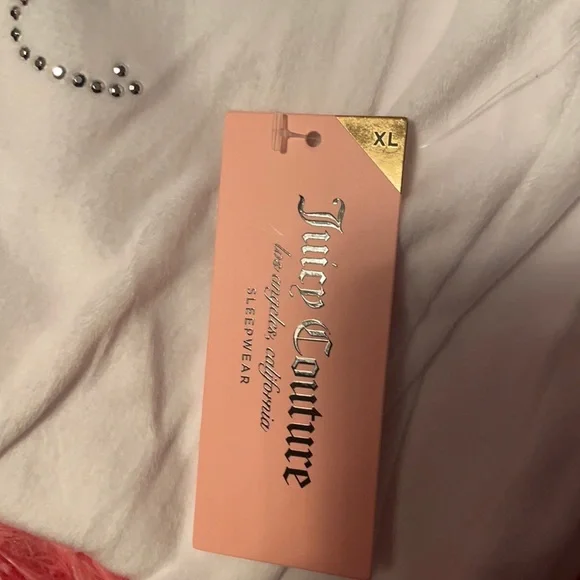 XL
Juicy Couture
los angeles, california
SLEEPWEAR